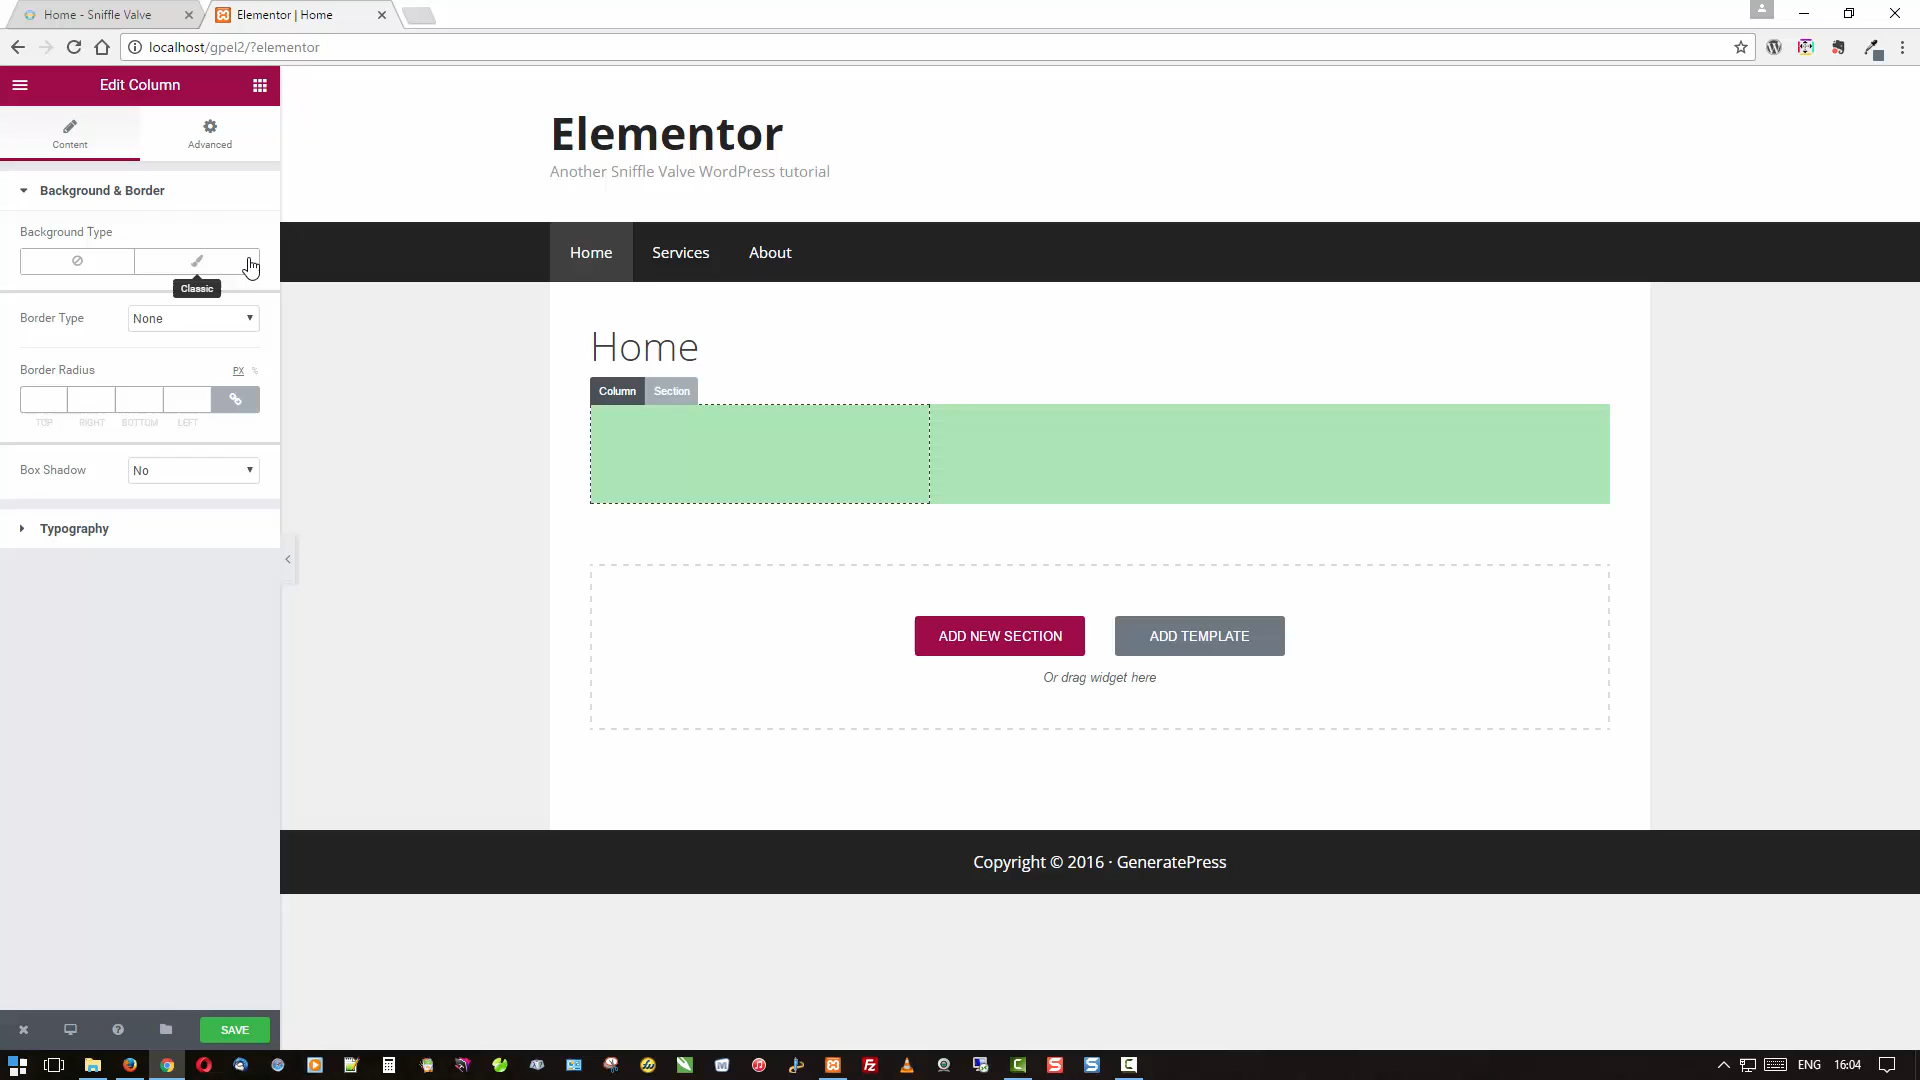 Home - Sniffle Valve
Elementor | Home
localhost/gpel2/?elementor
Edit Column
Content
Advanced
Background & Border
Background Type
Classic
Border Type
None
Border Radius
PX
%
TOP
RIGHT
BOTTOM
LEFT
Box Shadow
No
Typography
SAVE
Elementor
Another Sniffle Valve WordPress tutorial
Home
Services
About
Home
Column
Section
ADD NEW SECTION
ADD TEMPLATE
Or drag widget here
Copyright © 2016 · GeneratePress
ENG
16:04